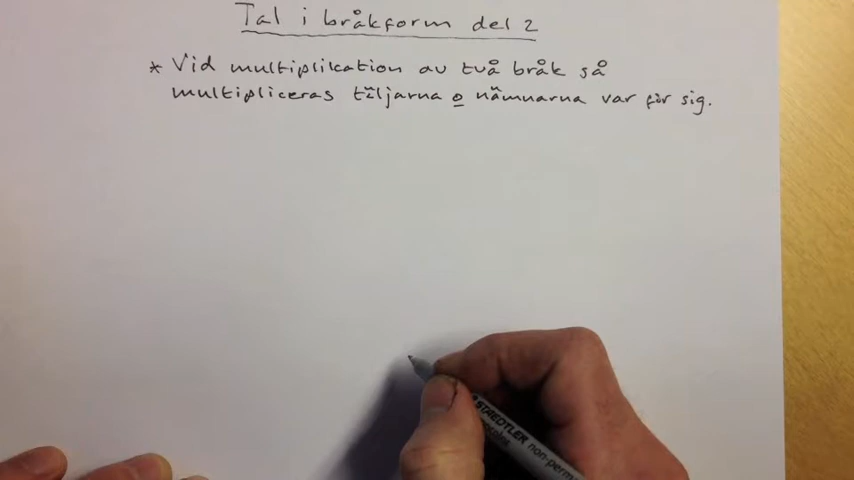 Tal i bråkform del 2
* Vid multiplikation av två bråk så
multipliceras täljarna o nämnarna var för sig.
STAEDTLER non-perm